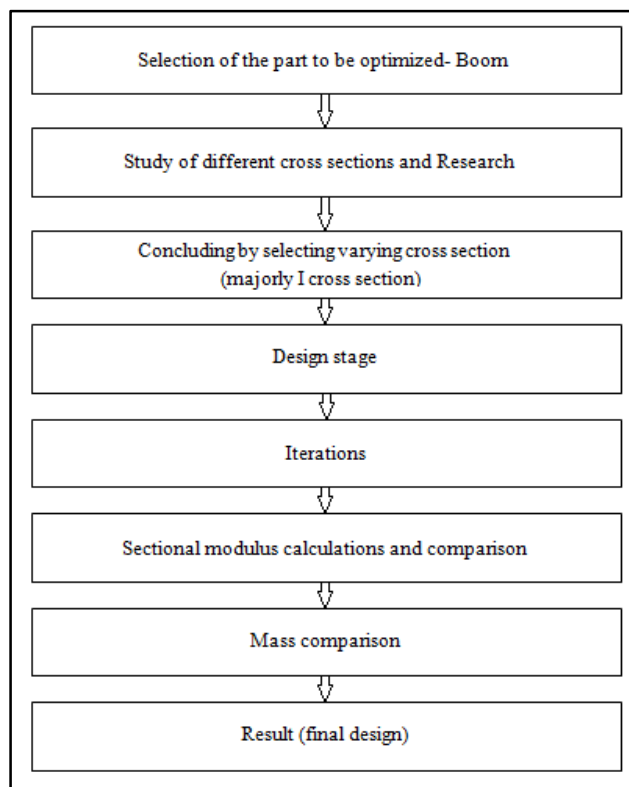 Selection of the part to be optimized- Boom
Study of different cross sections and Research
Concluding by selecting varying cross section
(majorly I cross section)
Design stage
Iterations
Sectional modulus calculations and comparison
Mass comparison
Result (final design)